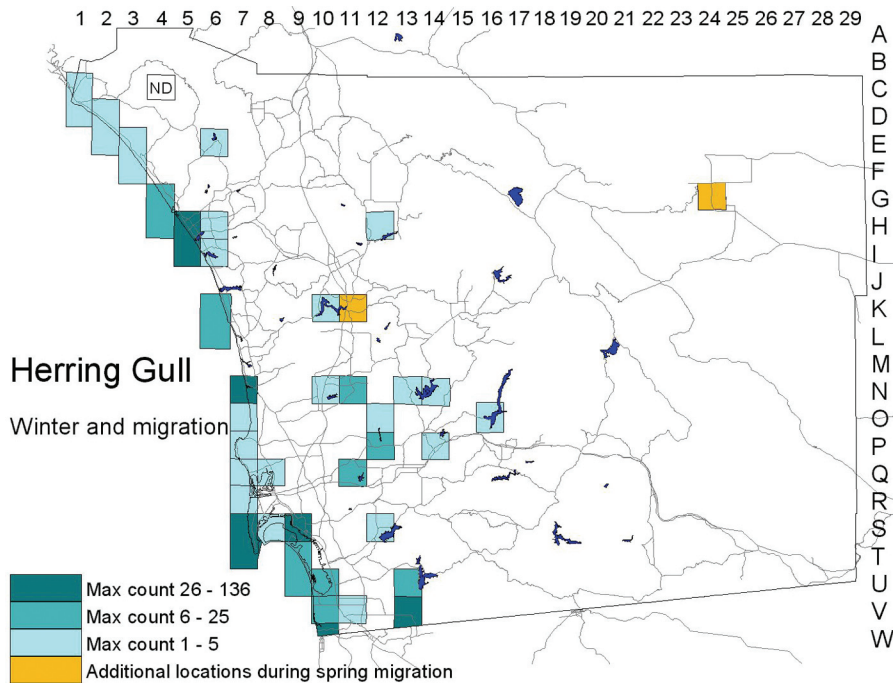 1 2 3 4 5 6 7 8 9 10 11 12 13 14 15 16 17 18 19 20 21 22 23 24 25 26 27 28 29
A
B
C
D
E
F
G
H
I
J
K
L
M
N
O
P
Q
R
S
T
U
V
W
ND
Herring Gull
Winter and migration
Max count 26 - 136
Max count 6 - 25
Max count 1 - 5
Additional locations during spring migration